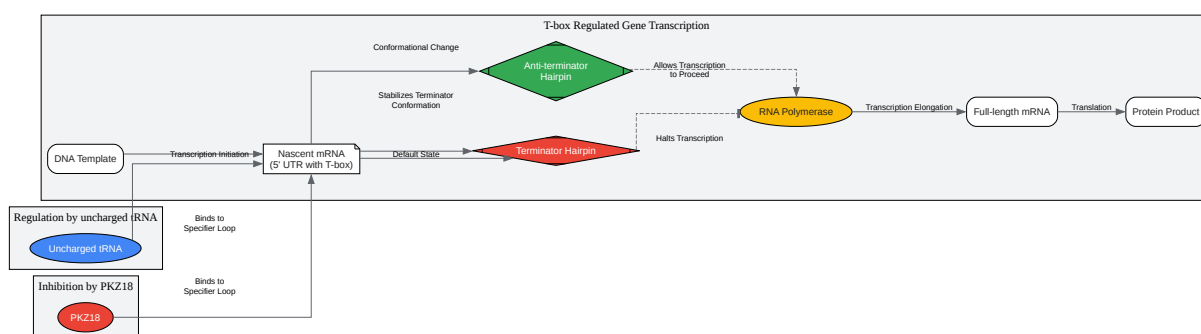 T-box Regulated Gene Transcription
Conformational Change
Anti-terminator
Hairpin
Allows Transcription
to Proceed
Stabilizes Terminator
Conformation
RNA Polymerase
Transcription Elongation
Full-length mRNA
Translation
Protein Product
Halts Transcription
DNA Template
Transcription Initiation
Nascent mRNA
(5' UTR with T-box)
Default State
Terminator Hairpin
Regulation by uncharged tRNA
Uncharged tRNA
Binds to
Specifier Loop
Inhibition by PKZ18
PKZ18
Binds to
Specifier Loop